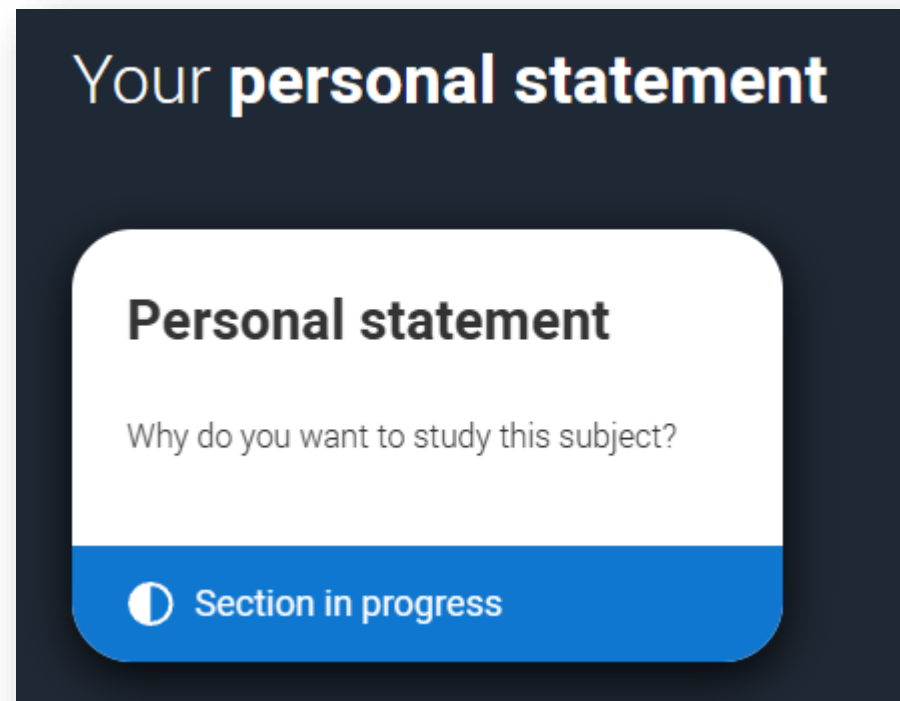 Your personal statement
Personal statement
Why do you want to study this subject?
Section in progress